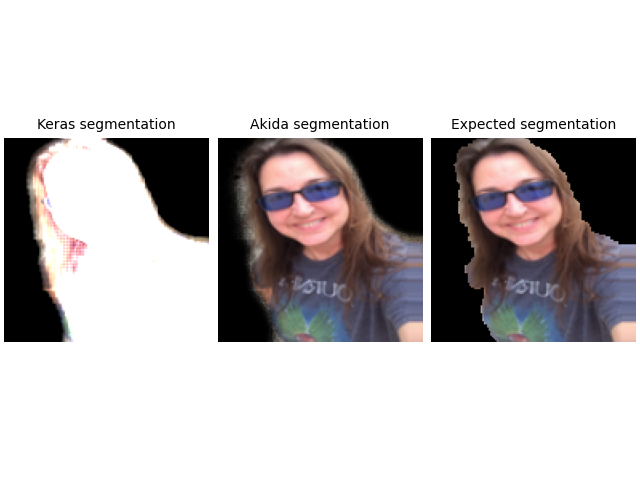 Keras segmentation
Akida segmentation
Expected segmentation